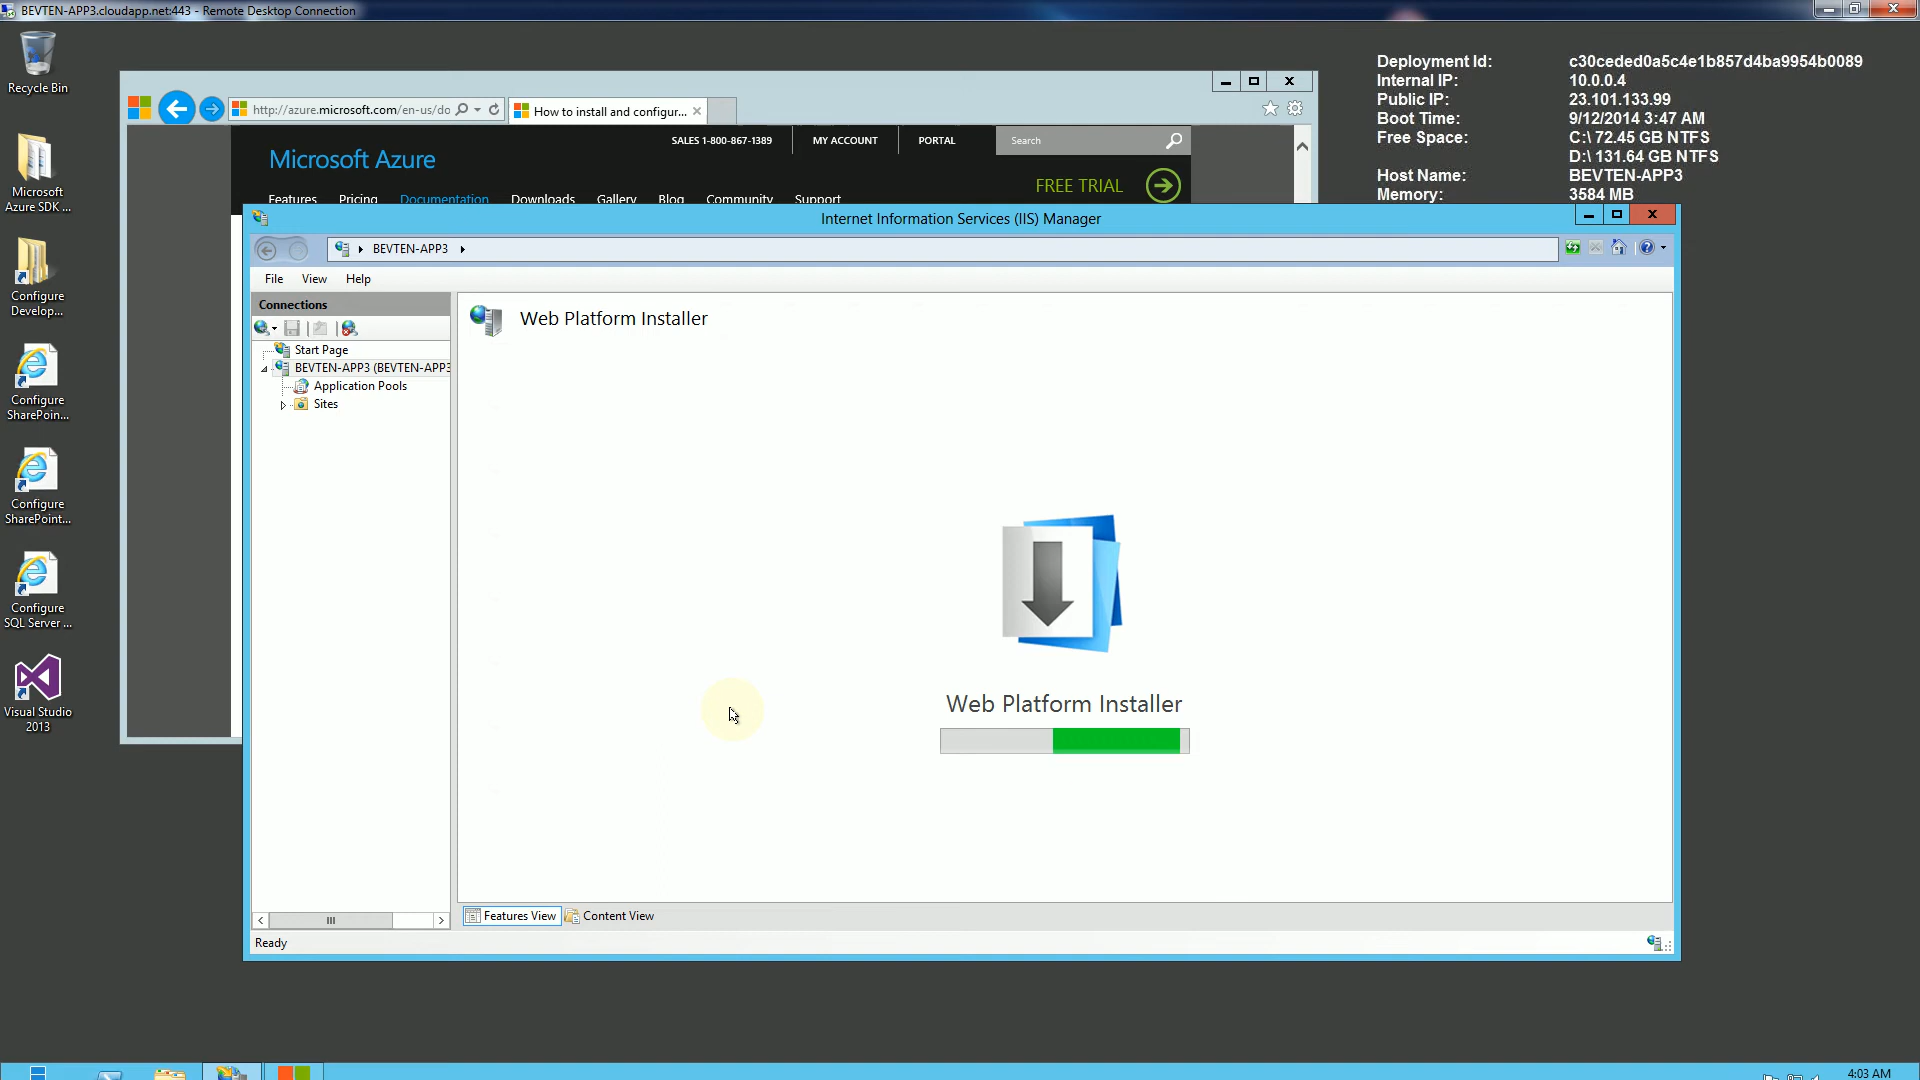 BEVTEN-APP3.cloudapp.net:443 - Remote Desktop Connection
Recycle Bin
Microsoft
Azure SDK ...
Configure
Develop...
Configure
SharePoin...
Configure
SharePoint...
Configure
SQL Server ...
Visual Studio
2013
Deployment Id: c30ceded0a5c4e1b857d4ba9954b0089
Internal IP: 10.0.0.4
Public IP: 23.101.133.99
Boot Time: 9/12/2014 3:47 AM
Free Space: C:\ 72.45 GB NTFS
D:\ 131.64 GB NTFS
Host Name: BEVTEN-APP3
Memory: 3584 MB
http://azure.microsoft.com/en-us/do
How to install and configur...
SALES 1-800-867-1389 MY ACCOUNT PORTAL Search
Microsoft Azure
FREE TRIAL
Features Pricing Documentation Downloads Gallery Blog Community Support
Internet Information Services (IIS) Manager
BEVTEN-APP3
File View Help
Connections
Start Page
BEVTEN-APP3 (BEVTEN-APP3
Application Pools
Sites
Web Platform Installer
Web Platform Installer
Features View Content View
Ready
4:03 AM